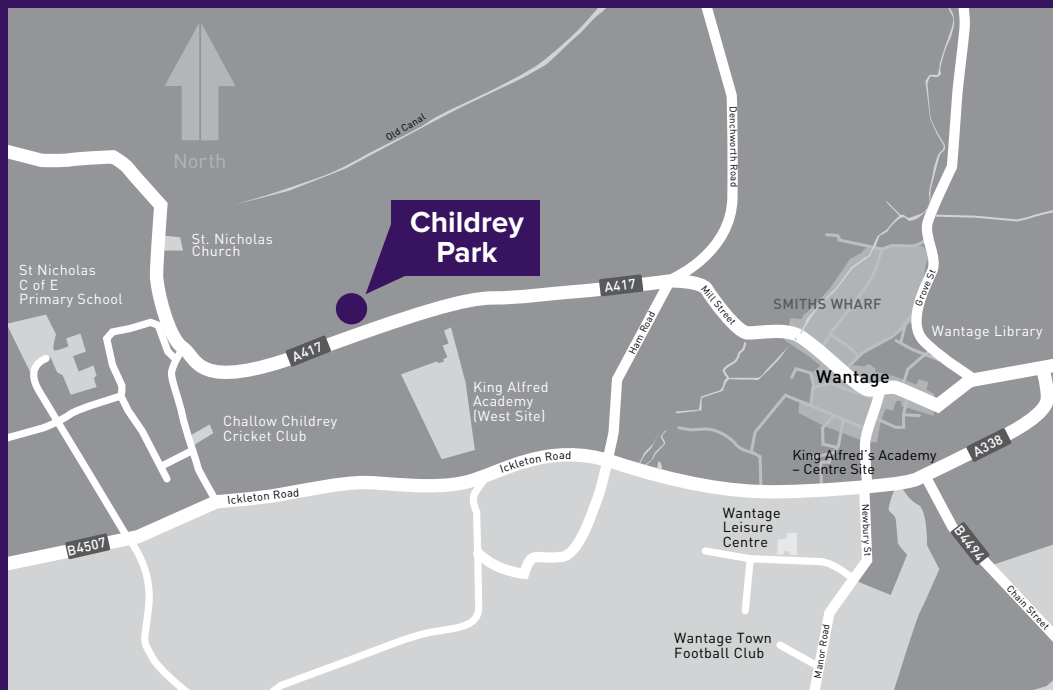 North
Old Canal
Denchworth Road
Childrey
Park
St. Nicholas
Church
St Nicholas
C of E
Primary School
A417
A417
Mill Street
Ham Road
SMITHS WHARF
Grove St
Wantage Library
Wantage
King Alfred
Academy
(West Site)
Challow Childrey
Cricket Club
King Alfred's Academy
– Centre Site
A338
Ickleton Road
Ickleton Road
B4507
Wantage
Leisure
Centre
Newbury St
B4494
Chain Street
Wantage Town
Football Club
Manor Road